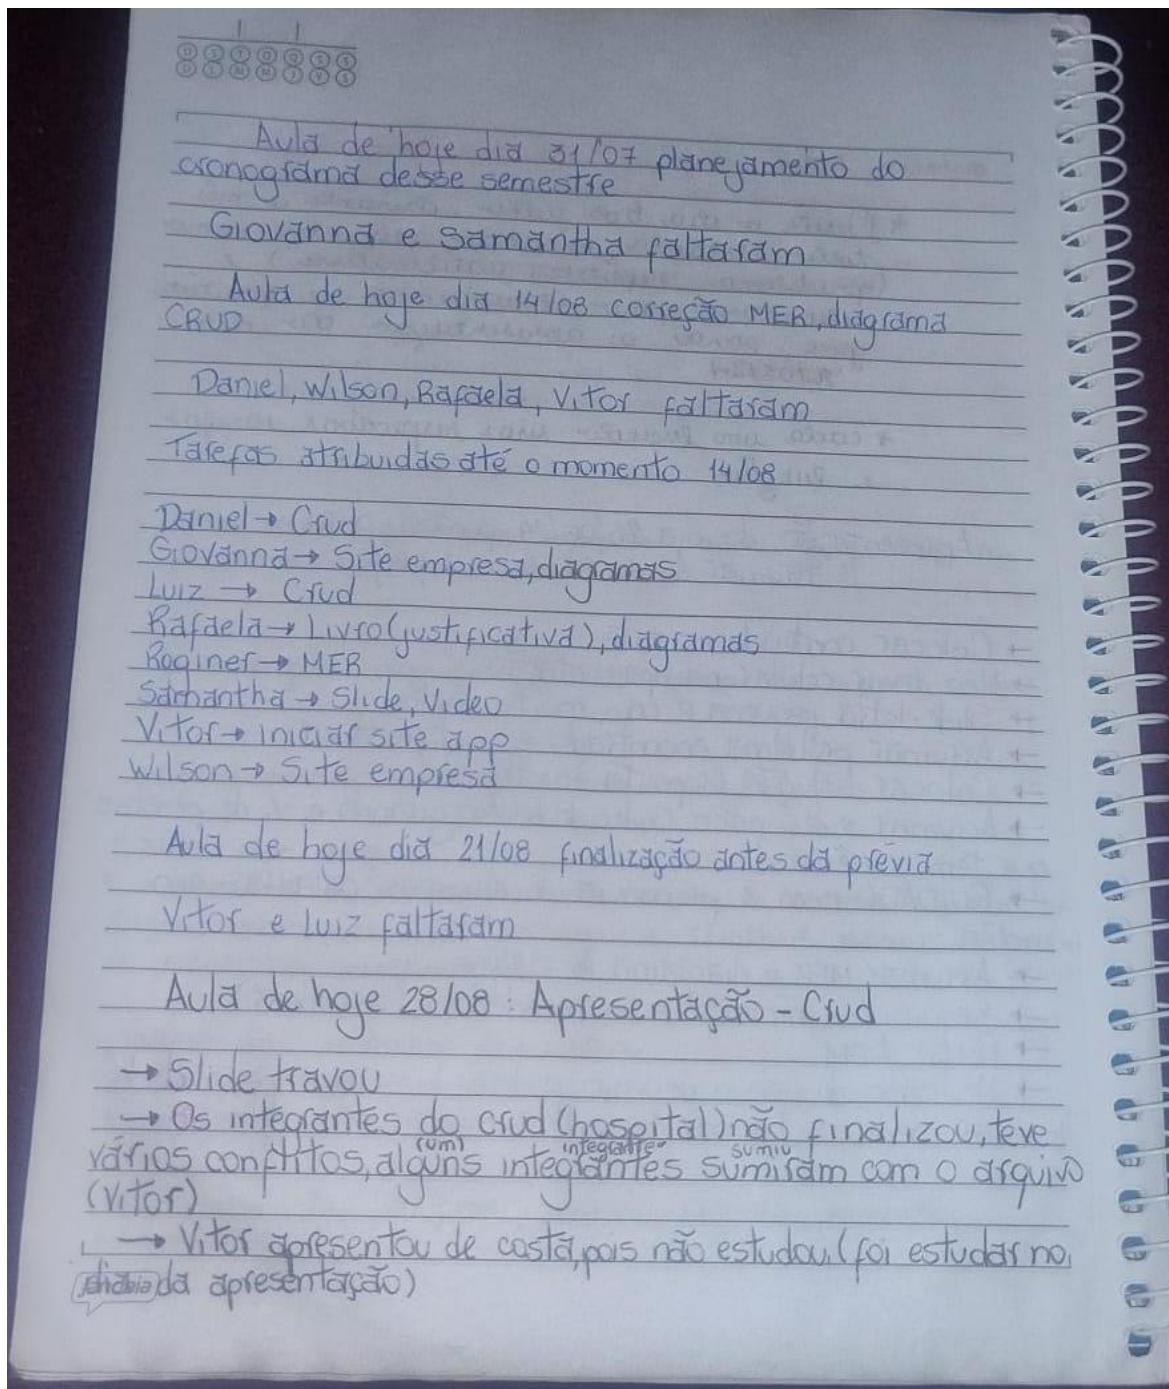 D S T Q Q S S
D L M M J V S
Aula de hoje dia 31/07 planejamento do
cronograma desse semestre
Giovanna e Samantha faltaram
Aula de hoje dia 14/08 correção MER, diagrama
CRUD
Daniel, Wilson, Rafaela, Vitor faltaram
Tarefas atribuidas até o momento 14/08
Daniel → Crud
Giovanna → Site empresa, diagramas
Luiz → Crud
Rafaela → Livro (justificativa), diagramas
Roginer → MER
Samantha → Slide, Video
Vitor → iniciar site app
Wilson → Site empresa
Aula de hoje dia 21/08 finalização antes da prévia
Vitor e Luiz faltaram
Aula de hoje 28/08: Apresentação - Crud
→ Slide travou
→ Os integrantes do crud (hospital) não finalizou, teve
(um) integrante sumiu
vários conflitos, alguns integrantes sumiram com o arquivo
(Vitor)
→ Vitor apresentou de costa, pois não estudou (foi estudar no
da apresentação)